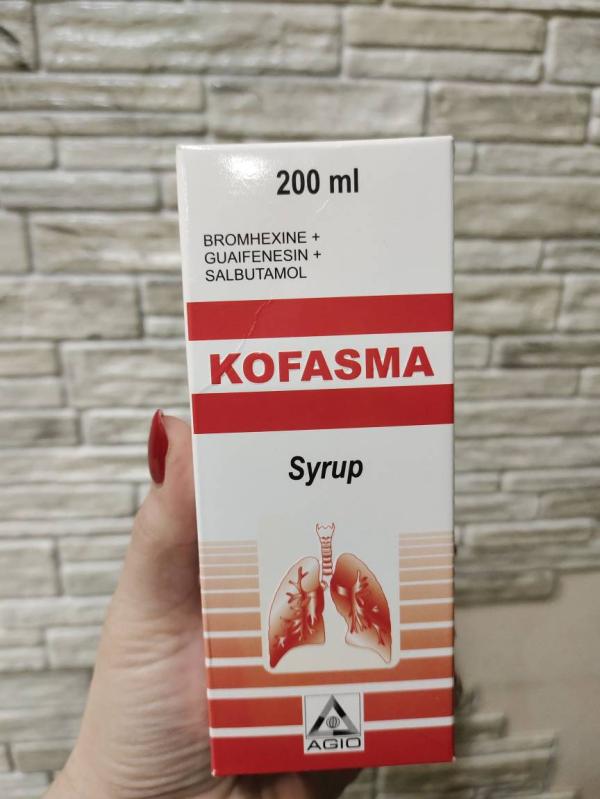 200 ml
BROMHEXINE +
GUAIFENESIN +
SALBUTAMOL
KOFASMA
Syrup
AGIO